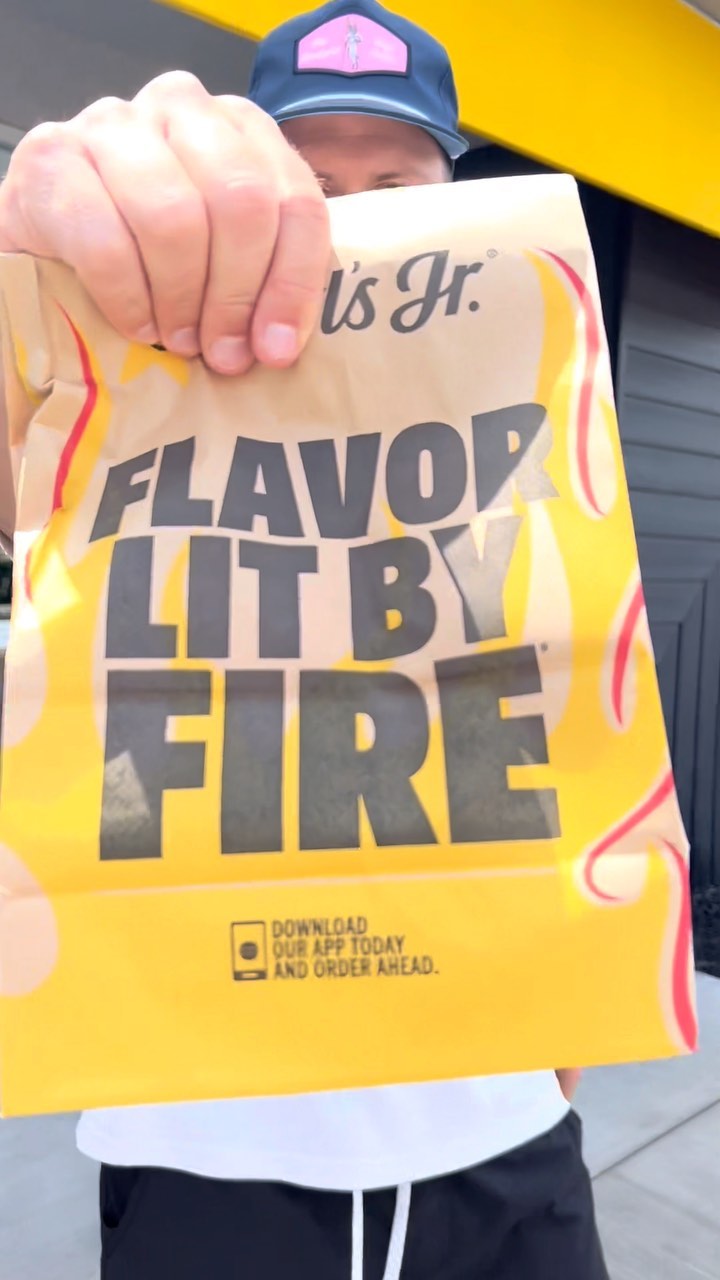 l's Jr.®
FLAVOR
LIT BY
FIRE®
DOWNLOAD
OUR APP TODAY
AND ORDER AHEAD.